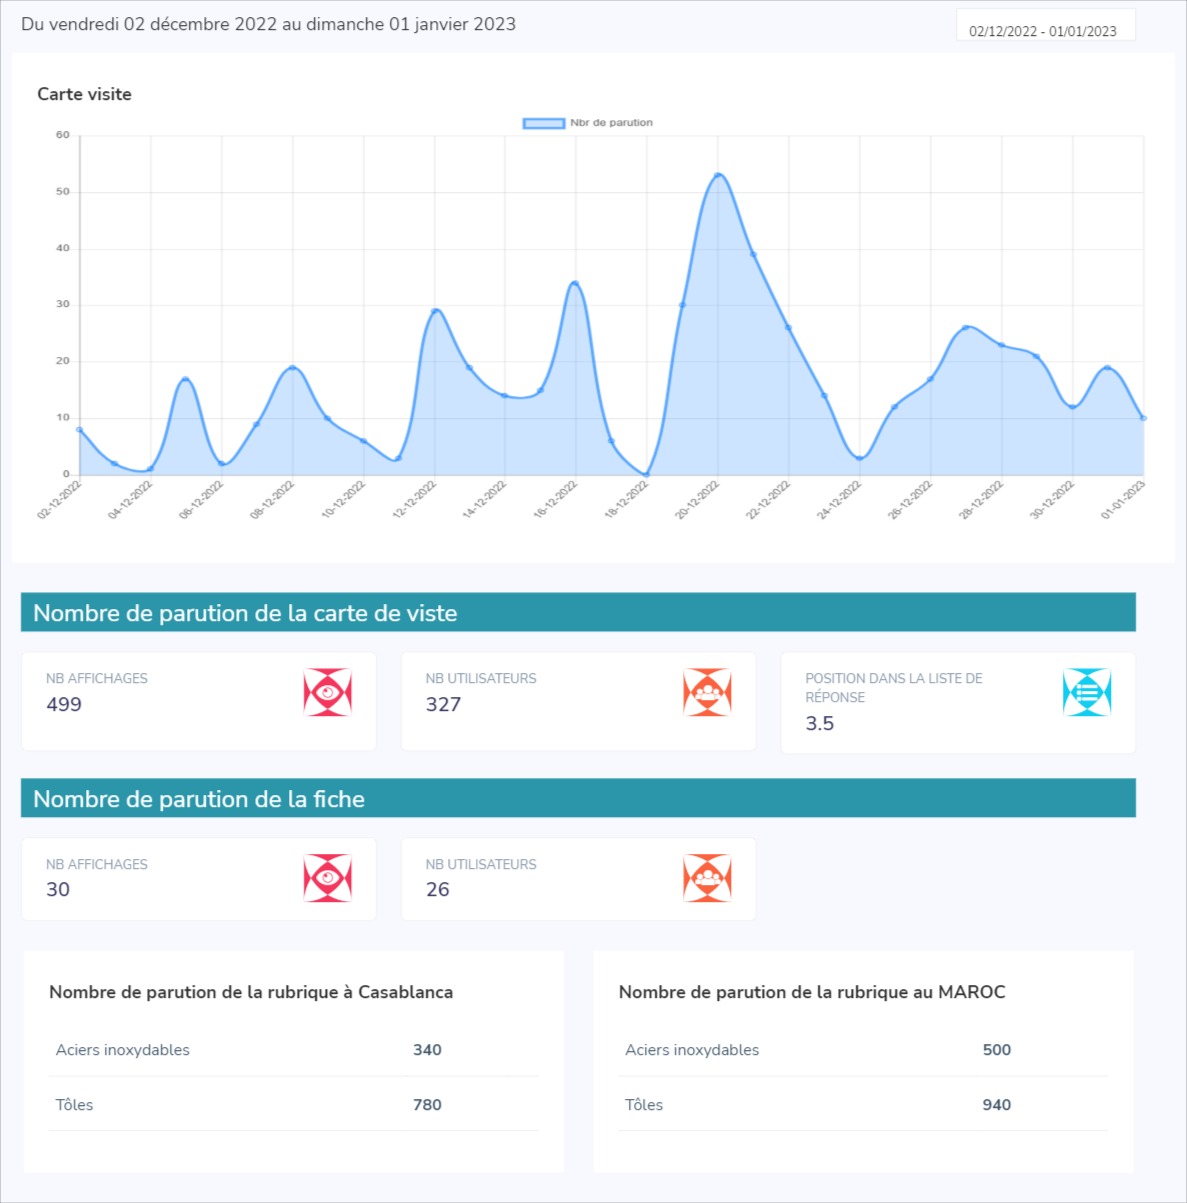 Du vendredi 02 décembre 2022 au dimanche 01 janvier 2023
02/12/2022 - 01/01/2023
Carte visite
Nbr de parution
60
50
40
30
20
10
0
02-12-2022
04-12-2022
06-12-2022
08-12-2022
10-12-2022
12-12-2022
14-12-2022
16-12-2022
18-12-2022
20-12-2022
22-12-2022
24-12-2022
26-12-2022
28-12-2022
30-12-2022
01-01-2023
Nombre de parution de la carte de viste
NB AFFICHAGES
499
NB UTILISATEURS
327
POSITION DANS LA LISTE DE
RÉPONSE
3.5
Nombre de parution de la fiche
NB AFFICHAGES
30
NB UTILISATEURS
26
Nombre de parution de la rubrique à Casablanca
Aciers inoxydables 340
Tôles 780
Nombre de parution de la rubrique au MAROC
Aciers inoxydables 500
Tôles 940